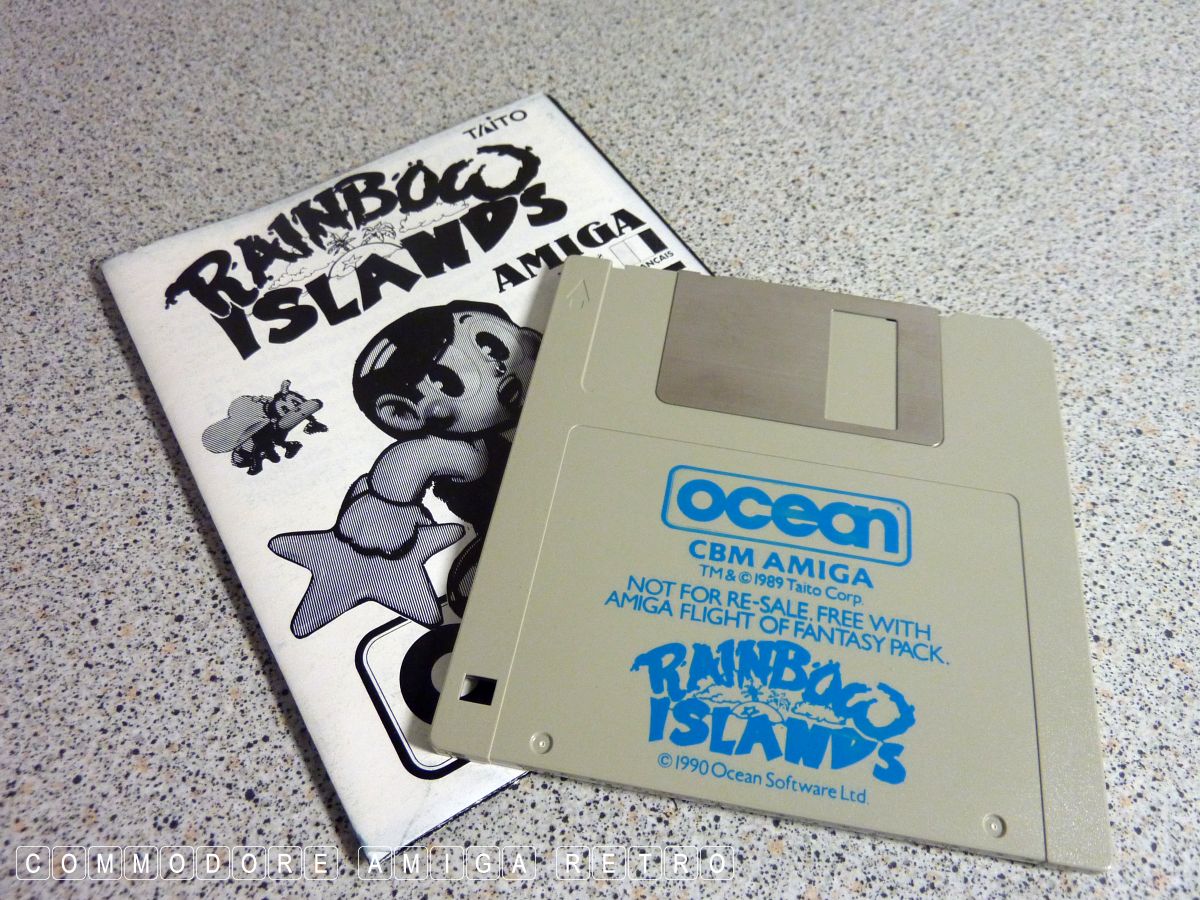 TAITO
RAINBOW
ISLANDS
AMIGA
ocean
CBM AMIGA
TM & © 1989 Taito Corp.
NOT FOR RE-SALE. FREE WITH
AMIGA FLIGHT OF FANTASY PACK.
RAINBOW
ISLANDS
© 1990 Ocean Software Ltd.
COMMODORE AMIGA RETRO